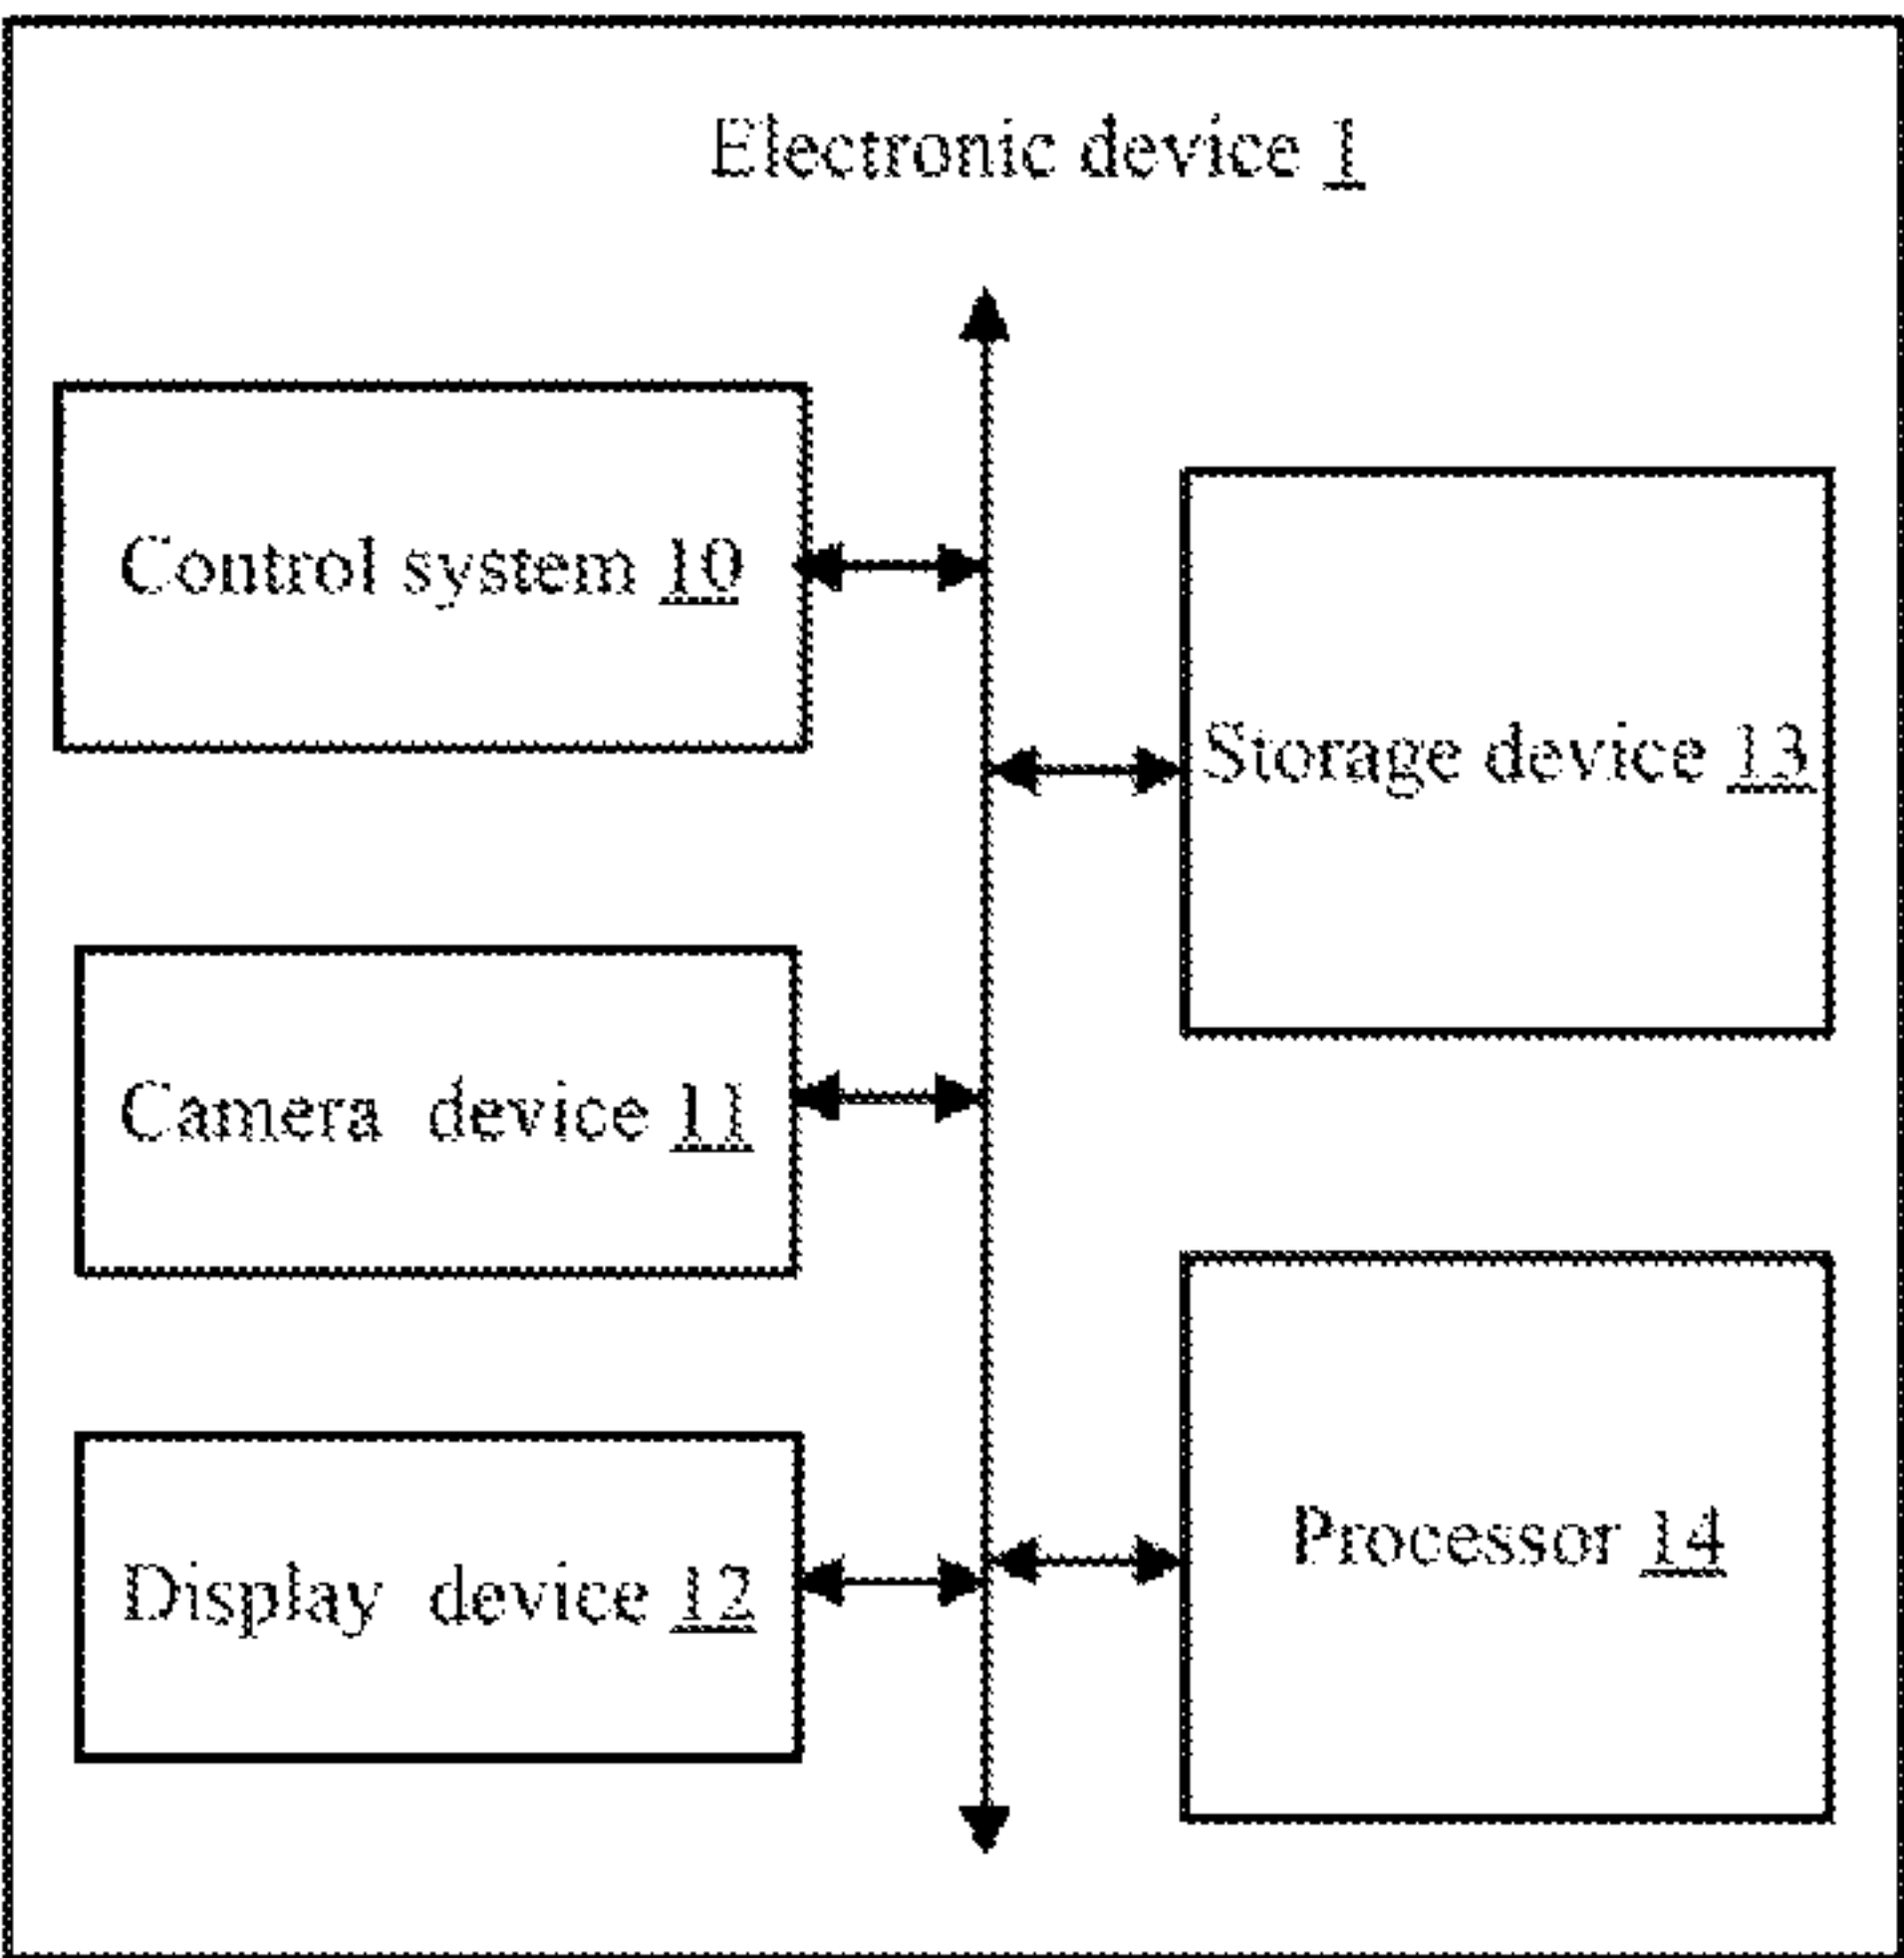 Electronic device 1
Control system 10
Storage device 13
Camera device 11
Display device 12
Processor 14